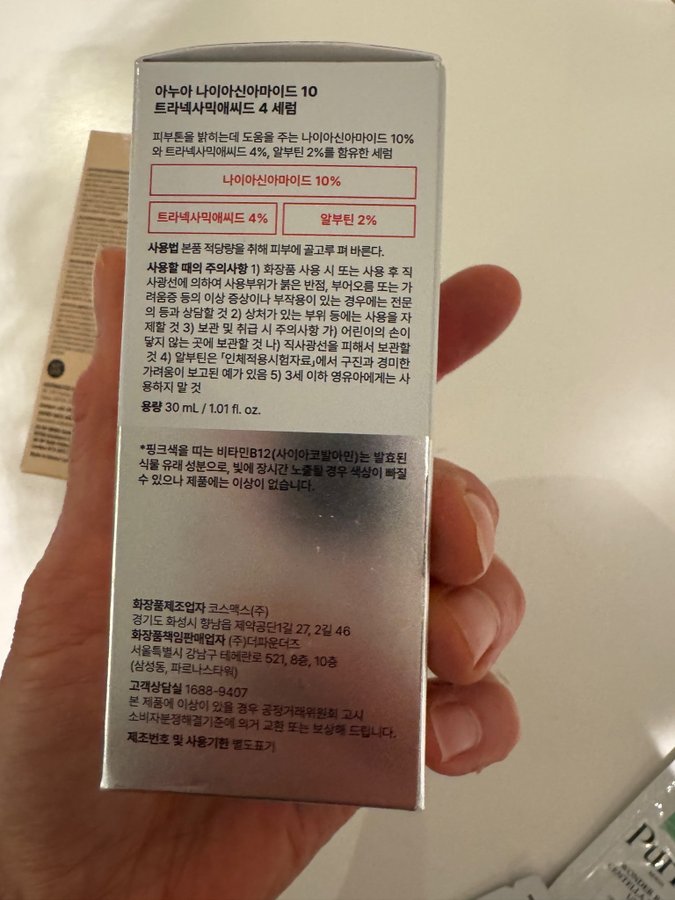 아누아 나이아신아마이드 10
트라넥사믹애씨드 4 세럼
피부톤을 밝히는데 도움을 주는 나이아신아마이드 10%
와 트라넥사믹애씨드 4%, 알부틴 2%를 함유한 세럼
나이아신아마이드 10%
트라넥사믹애씨드 4%
알부틴 2%
사용법 본품 적당량을 취해 피부에 골고루 펴 바른다.
사용할 때의 주의사항 1) 화장품 사용 시 또는 사용 후 직
사광선에 의하여 사용부위가 붉은 반점, 부어오름 또는 가
려움증 등의 이상 증상이나 부작용이 있는 경우에는 전문
의 등과 상담할 것 2) 상처가 있는 부위 등에는 사용을 자
제할 것 3) 보관 및 취급 시 주의사항 가) 어린이의 손이
닿지 않는 곳에 보관할 것 나) 직사광선을 피해서 보관할
것 4) 알부틴은 「인체적용시험자료」에서 구진과 경미한
가려움이 보고된 예가 있음 5) 3세 이하 영유아에게는 사
용하지 말 것
용량 30 mL / 1.01 fl. oz.
*핑크색을 띠는 비타민B12(사이아코발아민)는 발효된
식물 유래 성분으로, 빛에 장시간 노출될 경우 색상이 빠질
수 있으나 제품에는 이상이 없습니다.
화장품제조업자 코스맥스(주)
경기도 화성시 향남읍 제약공단1길 27, 2길 46
화장품책임판매업자 (주)더파운더즈
서울특별시 강남구 테헤란로 521, 8층, 10층
(삼성동, 파르나스타워)
고객상담실 1688-9407
본 제품에 이상이 있을 경우 공정거래위원회 고시
소비자분쟁해결기준에 의거 교환 또는 보상해 드립니다.
제조번호 및 사용기한 별도표기